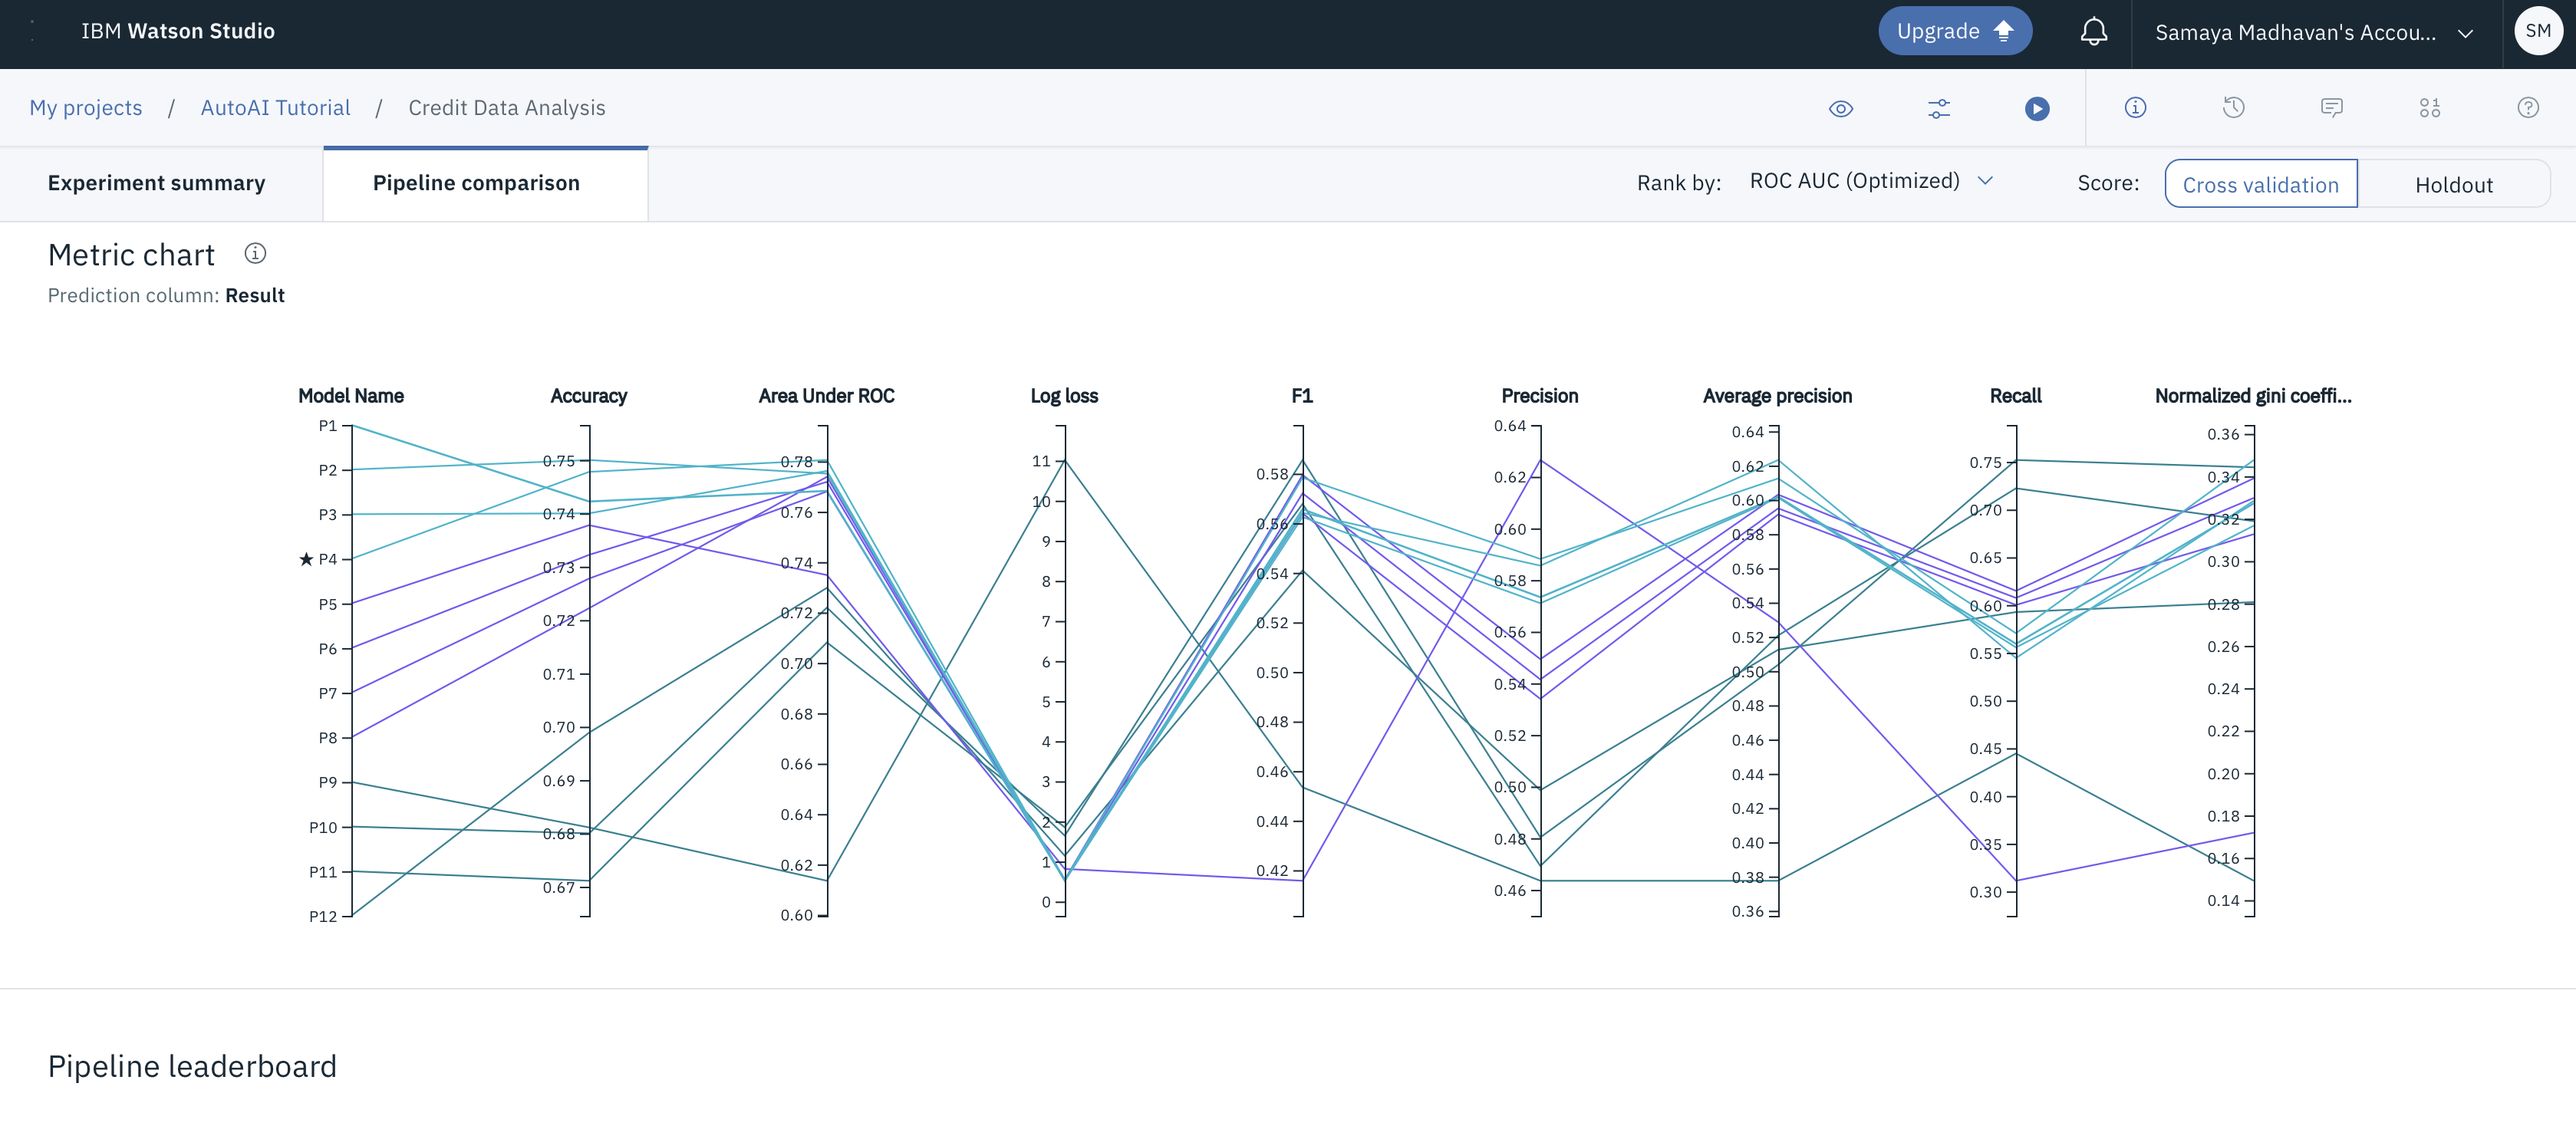 IBM Watson Studio
Upgrade
Samaya Madhavan's Accou...
SM
My projects / AutoAI Tutorial / Credit Data Analysis
Experiment summary
Pipeline comparison
Rank by: ROC AUC (Optimized)
Score: Cross validation Holdout
Metric chart
Prediction column: Result
Model Name
P1
P2
P3
★ P4
P5
P6
P7
P8
P9
P10
P11
P12
Accuracy
0.75
0.74
0.73
0.72
0.71
0.70
0.69
0.68
0.67
Area Under ROC
0.78
0.76
0.74
0.72
0.70
0.68
0.66
0.64
0.62
0.60
Log loss
11
10
9
8
7
6
5
4
3
2
1
0
F1
0.58
0.56
0.54
0.52
0.50
0.48
0.46
0.44
0.42
Precision
0.64
0.62
0.60
0.58
0.56
0.54
0.52
0.50
0.48
0.46
Average precision
0.64
0.62
0.60
0.58
0.56
0.54
0.52
0.50
0.48
0.46
0.44
0.42
0.40
0.38
0.36
Recall
0.75
0.70
0.65
0.60
0.55
0.50
0.45
0.40
0.35
0.30
Normalized gini coeffi...
0.36
0.34
0.32
0.30
0.28
0.26
0.24
0.22
0.20
0.18
0.16
0.14
Pipeline leaderboard